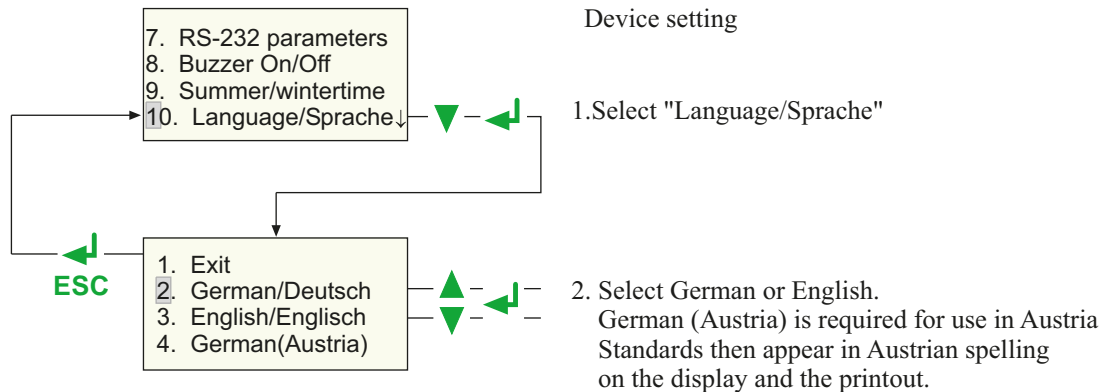 Device setting
7. RS-232 parameters
8. Buzzer On/Off
9. Summer/wintertime
10. Language/Sprache↓
1.Select "Language/Sprache"
ESC
1. Exit
2. German/Deutsch
3. English/Englisch
4. German(Austria)
2. Select German or English.
German (Austria) is required for use in Austria
Standards then appear in Austrian spelling
on the display and the printout.